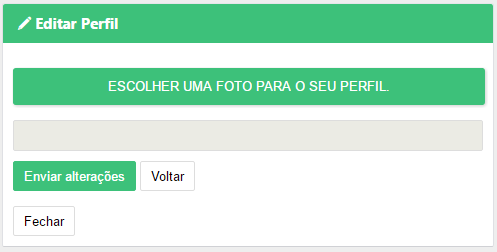 Editar Perfil
ESCOLHER UMA FOTO PARA O SEU PERFIL.
Enviar alterações Voltar
Fechar